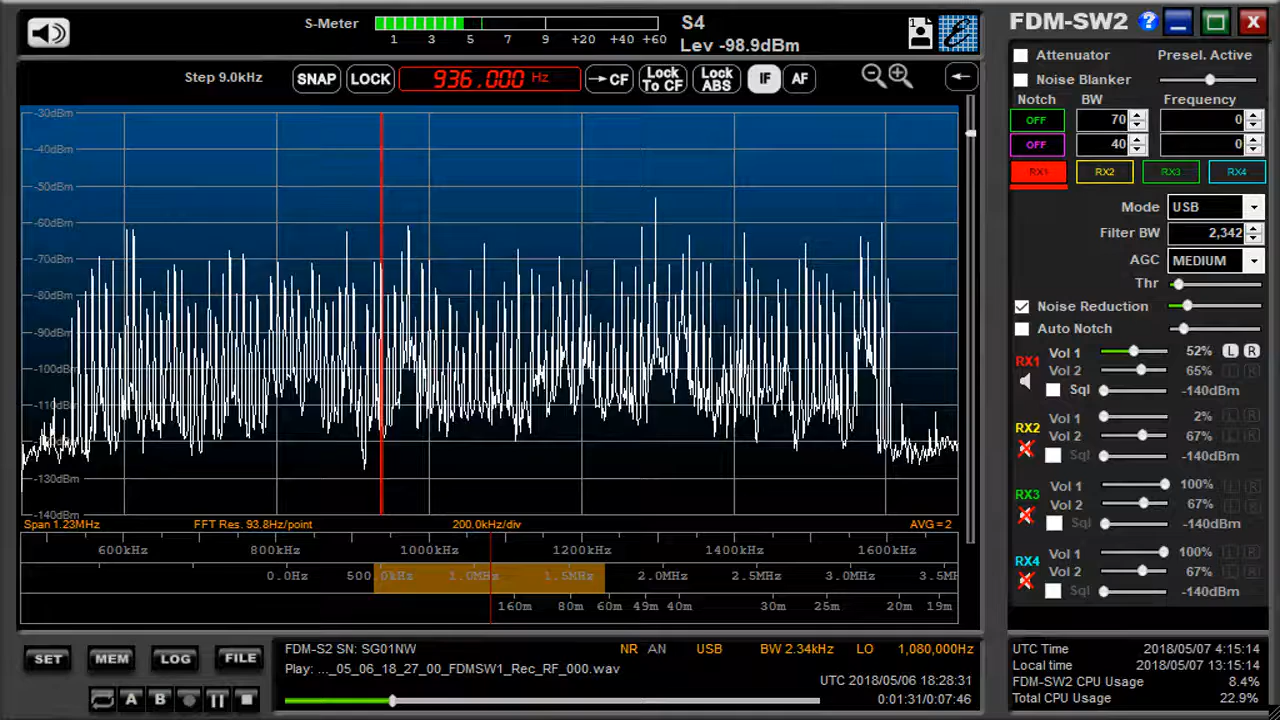 S-Meter
1 3 5 7 9 +20 +40 +60
S4
Lev -98.9dBm
FDM-SW2
?
X
Step 9.0kHz
SNAP
LOCK
936.000 Hz
→CF
Lock To CF
Lock ABS
IF
AF
-30dBm
-40dBm
-50dBm
-60dBm
-70dBm
-80dBm
-90dBm
-100dBm
-110dBm
-120dBm
-130dBm
-140dBm
Span 1.23MHz
FFT Res. 93.8Hz/point
200.0kHz/div
AVG = 2
600kHz 800kHz 1000kHz 1200kHz 1400kHz 1600kHz
0.0Hz 500.0kHz 1.0MHz 1.5MHz 2.0MHz 2.5MHz 3.0MHz 3.5MH
160m 80m 60m 49m 40m 30m 25m 20m 19m
Attenuator
Presel. Active
Noise Blanker
Notch BW Frequency
OFF 70 0
OFF 40 0
RX1 RX2 RX3 RX4
Mode USB
Filter BW 2,342
AGC MEDIUM
Thr
Noise Reduction
Auto Notch
RX1
Vol 1 52% L R
Vol 2 65% L R
Sql -140dBm
RX2
Vol 1 2% L R
Vol 2 67% L R
Sql -140dBm
RX3
Vol 1 100% L R
Vol 2 67% L R
Sql -140dBm
RX4
Vol 1 100% L R
Vol 2 67% L R
Sql -140dBm
SET
MEM
LOG
FILE
A
B
FDM-S2 SN: SG01NW
NR AN USB BW 2.34kHz LO 1,080,000Hz
Play: ..._05_06_18_27_00_FDMSW1_Rec_RF_000.wav
UTC 2018/05/06 18:28:31
0:01:31/0:07:46
UTC Time 2018/05/07 4:15:14
Local time 2018/05/07 13:15:14
FDM-SW2 CPU Usage 8.4%
Total CPU Usage 22.9%